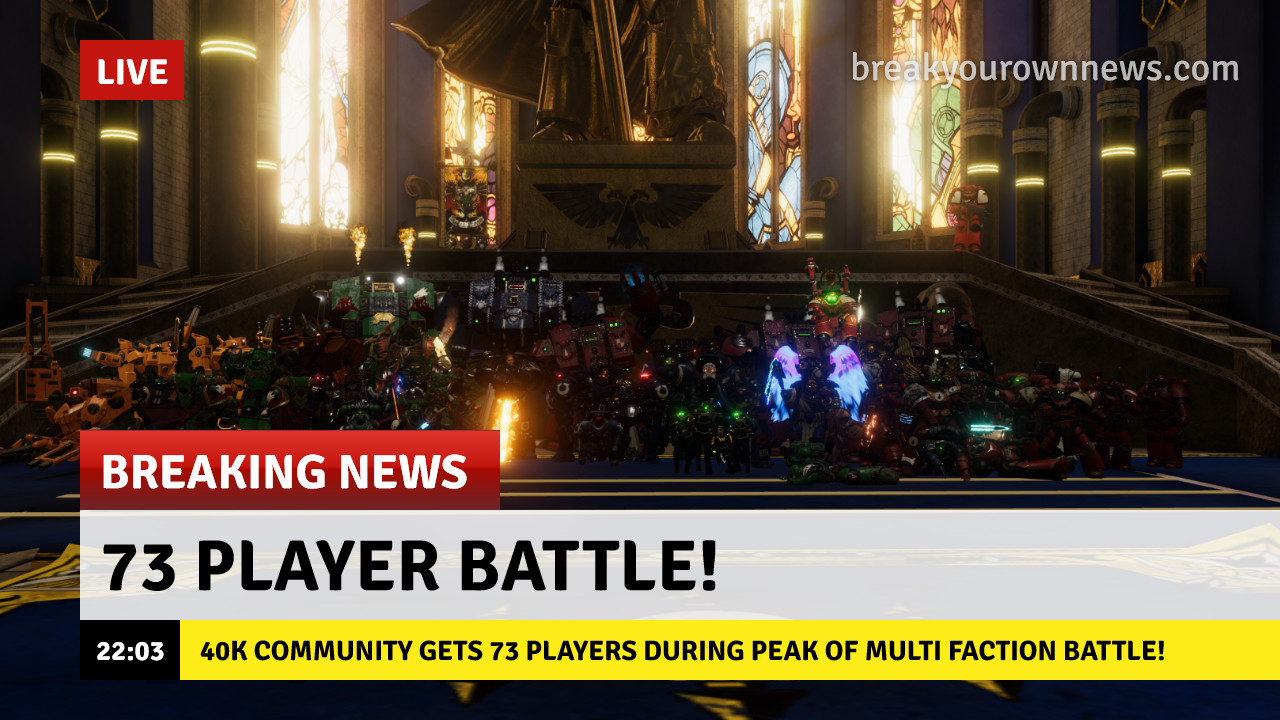 LIVE
breakyourownnews.com
BREAKING NEWS
73 PLAYER BATTLE!
22:03
40K COMMUNITY GETS 73 PLAYERS DURING PEAK OF MULTI FACTION BATTLE!